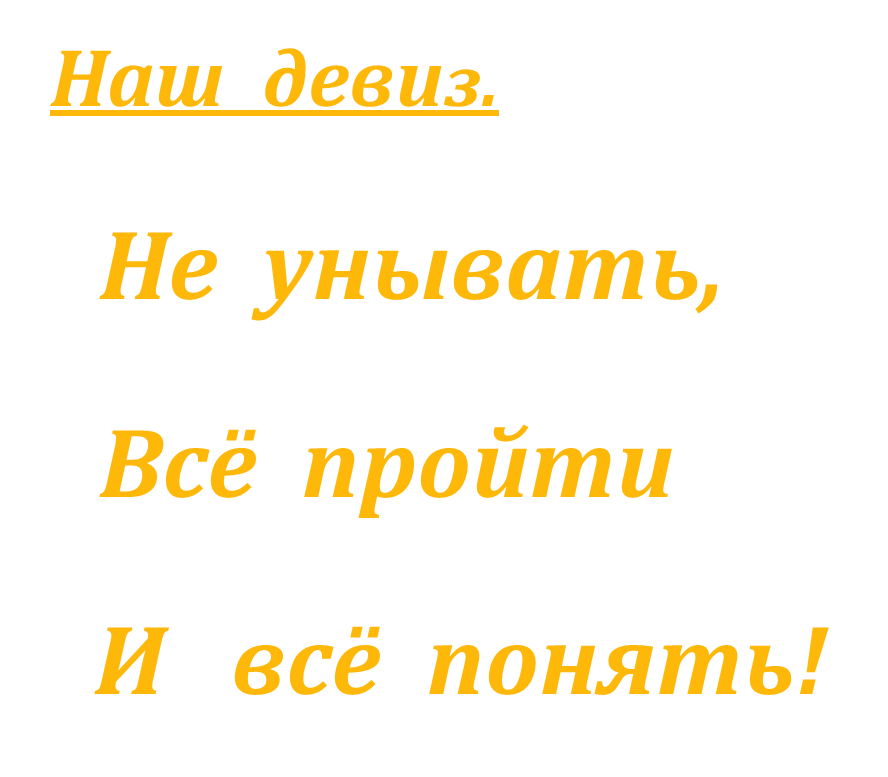 Наш девиз.
Не унывать,
Всё пройти
И всё понять!